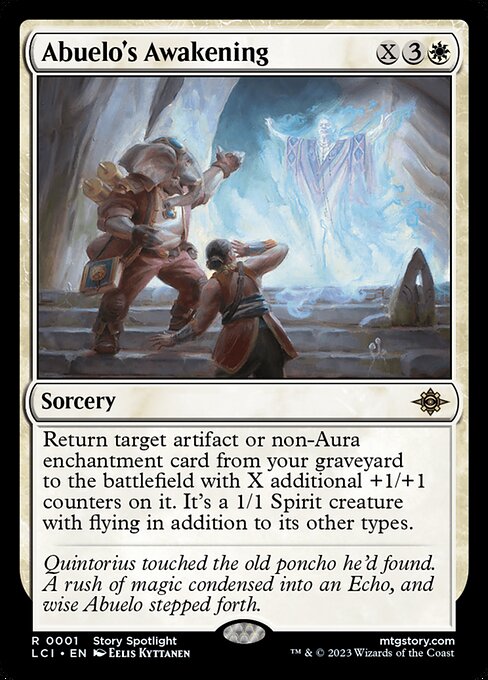 Abuelo's Awakening X 3
Sorcery
Return target artifact or non-Aura
enchantment card from your graveyard
to the battlefield with X additional +1/+1
counters on it. It's a 1/1 Spirit creature
with flying in addition to its other types.
Quintorius touched the old poncho he'd found.
A rush of magic condensed into an Echo, and
wise Abuelo stepped forth.
R 0001 Story Spotlight mtgstory.com
LCI • EN Eelis Kyttanen ™ & © 2023 Wizards of the Coast